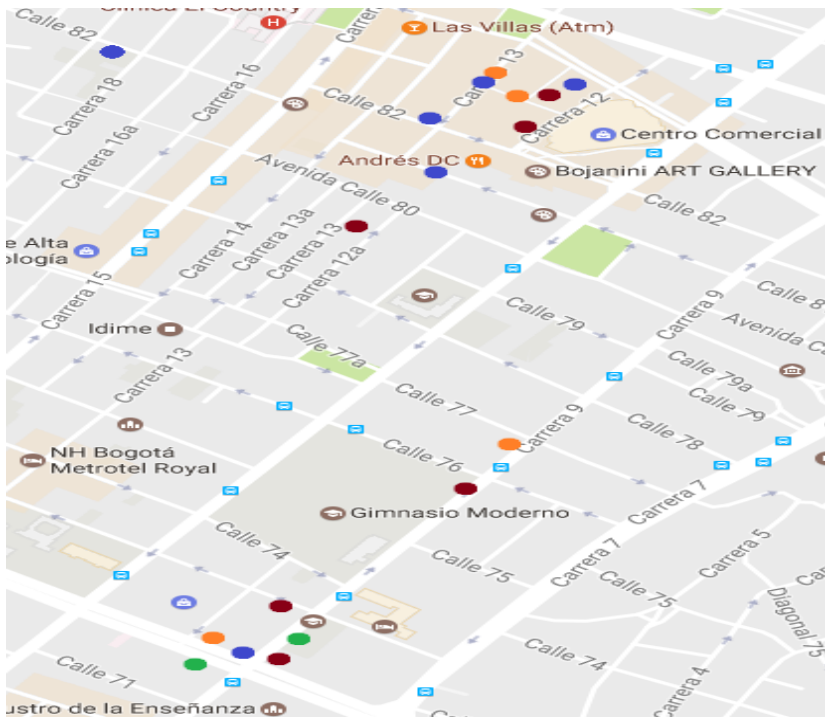 Clínica El Country
Calle 82
Las Villas (Atm)
Carrera 13
Carrera 16
Carrera 18
Calle 82
Carrera 12
Centro Comercial
Carrera 16a
Andrés DC
Bojanini ART GALLERY
Avenida Calle 80
Calle 82
Carrera 14
Carrera 13a
Carrera 13
Carrera 12a
e Alta
ología
Carrera 15
Calle 8
Carrera 9
Idime
Calle 79
Avenida Ca
Calle 77a
Carrera 13
Calle 79a
Calle 77
Calle 79
Carrera 9
Calle 78
NH Bogotá
Metrotel Royal
Calle 76
Carrera 7
Gimnasio Moderno
Calle 74
Carrera 7
Carrera 5
Calle 75
Calle 75
Car
Diagonal 75
Calle 74
Calle 71
Carrera 4
ustro de la Enseñanza